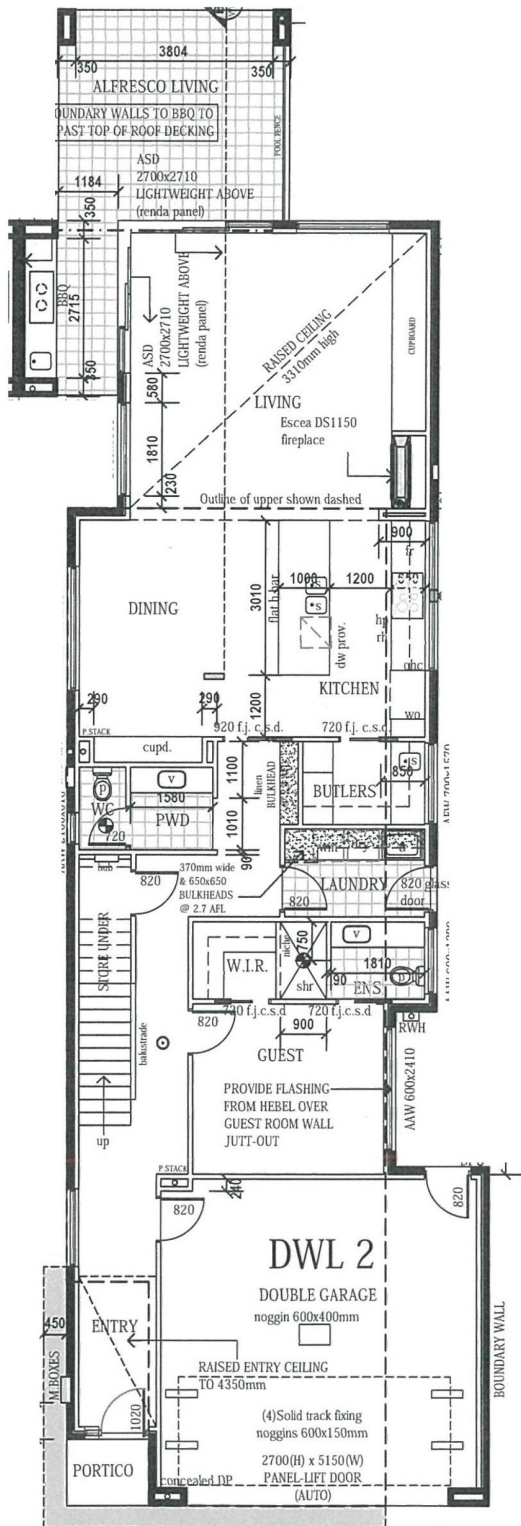 3804
350
350
ALFRESCO LIVING
OUNDARY WALLS TO BBQ TO
PAST TOP OF ROOF DECKING
POOL FENCE
ASD
2700x2710
LIGHTWEIGHT ABOVE
(renda panel)
1184
350
BBQ
2715
350
ASD
2700x2710
LIGHTWEIGHT ABOVE
(renda panel)
RAISED CEILING
3310mm high
CUPBOARD
580
LIVING
1810
Escea DS1150
fireplace
230
Outline of upper shown dashed
900
fr
1000
1200
DINING
3010
flat b.bar
s
s
dw prov.
hp
rh
KITCHEN
wo
290
290
1200
P.STACK
920 f.j. c.s.d.
720 f.j. c.s.d.
cupd.
1100
linen
BULKHEAD
s
850
BUTLERS
WC
p
v
1580
PWD
720
1010
90
820
370mm wide
& 650x650
BULKHEADS
@ 2.7 AFL
LAUNDRY
820
820 glass
door
STORE UNDER
W.I.R.
niche
750
shr
v
1810
90
ENS
p
720 f.j.c.s.d
720 f.j.c.s.d
820
900
GUEST
RWH
AAW 600x2410
balustrade
up
PROVIDE FLASHING
FROM HEBEL OVER
GUEST ROOM WALL
JUTT-OUT
P.STACK
240
820
820
DWL 2
DOUBLE GARAGE
noggin 600x400mm
BOUNDARY WALL
450
M.BOXES
ENTRY
RAISED ENTRY CEILING
TO 4350mm
1020
(4)Solid track fixing
noggins 600x150mm
2700(H) x 5150(W)
PANEL-LIFT DOOR
(AUTO)
PORTICO
concealed DP